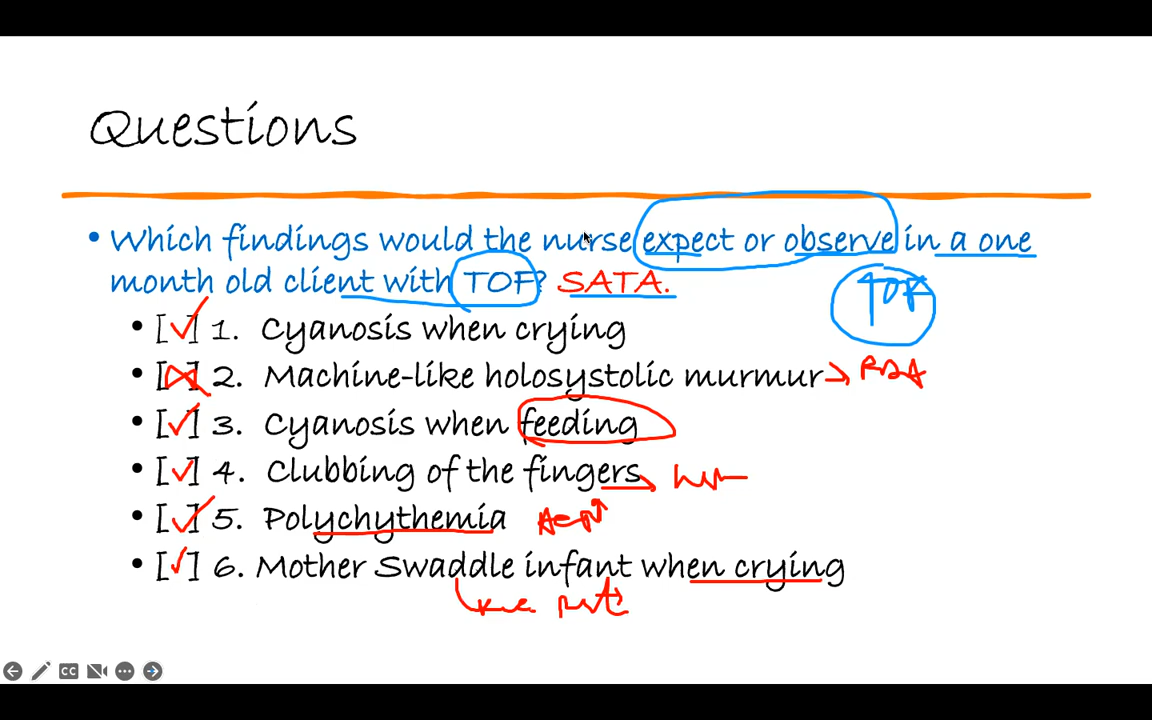 Questions
• Which findings would the nurse expect or observe in a one
month old client with TOF? SATA.
TOF
• [✓] 1. Cyanosis when crying
• [X] 2. Machine-like holosystolic murmur →
• [✓] 3. Cyanosis when feeding
• [✓] 4. Clubbing of the fingers
• [✓] 5. Polychythemia
• [✓] 6. Mother Swaddle infant when crying
CC